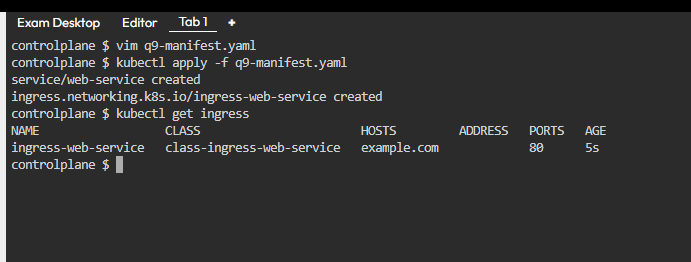 Exam Desktop Editor Tab 1 +
controlplane $ vim q9-manifest.yaml
controlplane $ kubectl apply -f q9-manifest.yaml
service/web-service created
ingress.networking.k8s.io/ingress-web-service created
controlplane $ kubectl get ingress
NAME CLASS HOSTS ADDRESS PORTS AGE
ingress-web-service class-ingress-web-service example.com 80 5s
controlplane $